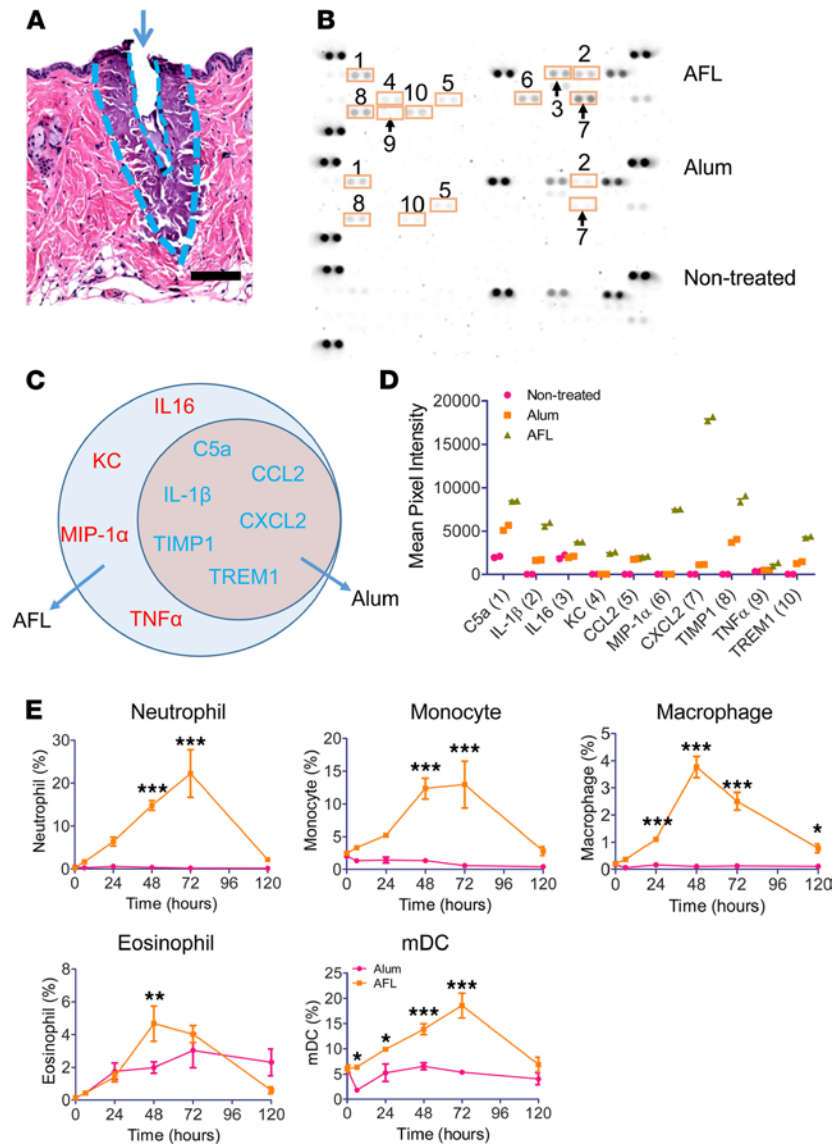 A
B
1
2
6
AFL
4
10
5
8
3
7
9
Alum
1
2
5
8
10
7
Non-treated
C
IL16
C5a
KC
CCL2
IL-1β
CXCL2
MIP-1α
TIMP1
TREM1
AFL
Alum
TNFα
D
Non-treated
Alum
AFL
Mean Pixel Intensity
20000
15000
10000
5000
0
C5a (1)
IL-1β (2)
IL16 (3)
KC (4)
CCL2 (5)
MIP-1α (6)
CXCL2 (7)
TIMP1 (8)
TNFα (9)
TREM1 (10)
E
Neutrophil
Neutrophil (%)
30
20
10
0
*** ***
0 24 48 72 96 120
Time (hours)
Monocyte
Monocyte (%)
20
15
10
5
0
*** ***
0 24 48 72 96 120
Time (hours)
Macrophage
Macrophage (%)
5
4
3
2
1
0
*** *** *** *
0 24 48 72 96 120
Time (hours)
Eosinophil
Eosinophil (%)
8
6
4
2
0
**
0 24 48 72 96 120
Time (hours)
mDC
Alum
AFL
mDC (%)
25
20
15
10
5
0
* * *** ***
0 24 48 72 96 120
Time (hours)